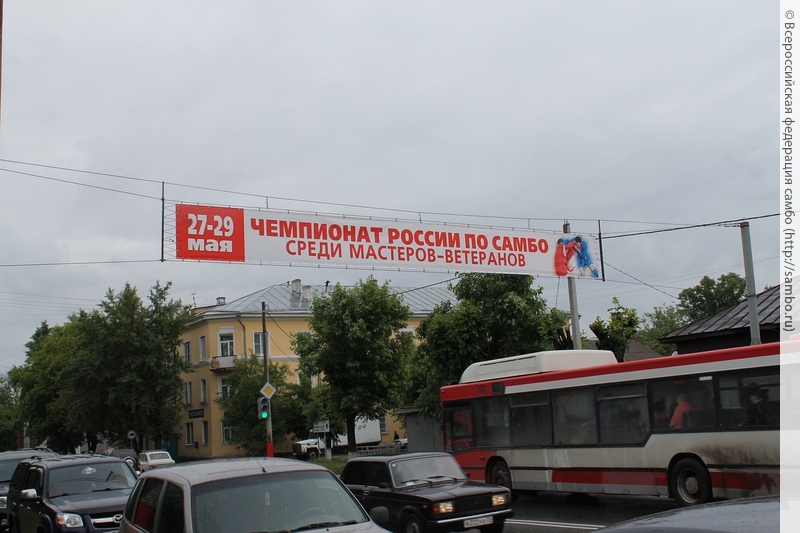 27-29
мая
ЧЕМПИОНАТ РОССИИ ПО САМБО
СРЕДИ МАСТЕРОВ-ВЕТЕРАНОВ
© Всероссийская федерация самбо (http://sambo.ru)